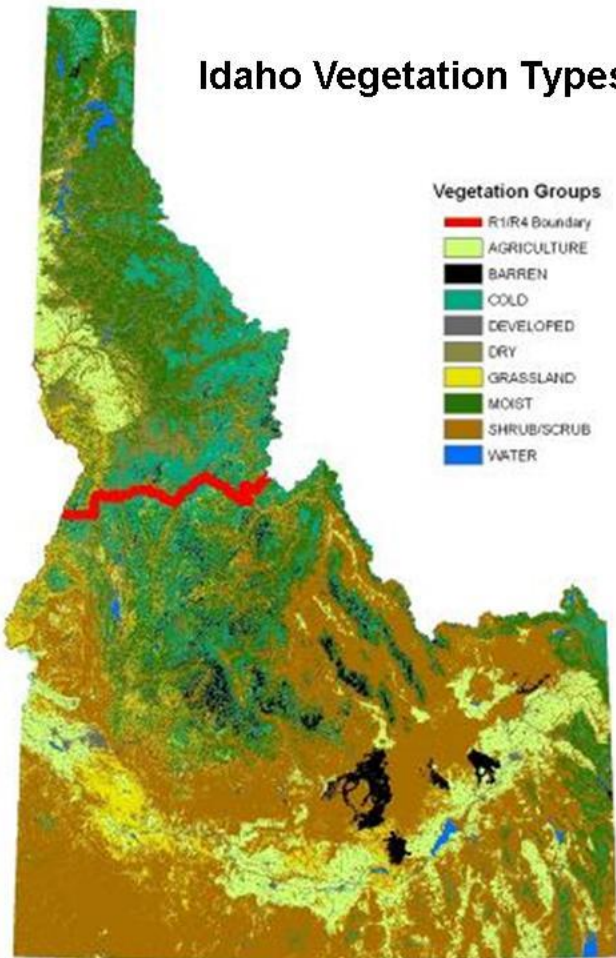 Idaho Vegetation Types
Vegetation Groups
R1/R4 Boundary
AGRICULTURE
BARREN
COLD
DEVELOPED
DRY
GRASSLAND
MOIST
SHRUB/SCRUB
WATER